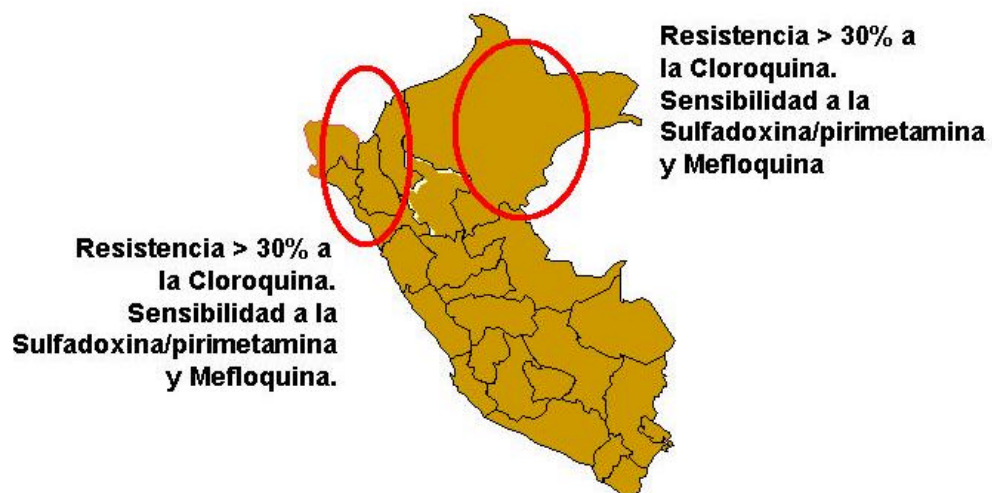 Resistencia > 30% a
la Cloroquina.
Sensibilidad a la
Sulfadoxina/pirimetamina
y Mefloquina
Resistencia > 30% a
la Cloroquina.
Sensibilidad a la
Sulfadoxina/pirimetamina
y Mefloquina.